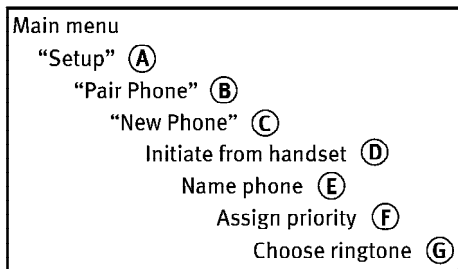 Main menu
“Setup” Ⓐ
“Pair Phone” Ⓑ
“New Phone” Ⓒ
Initiate from handset Ⓓ
Name phone Ⓔ
Assign priority Ⓕ
Choose ringtone Ⓖ